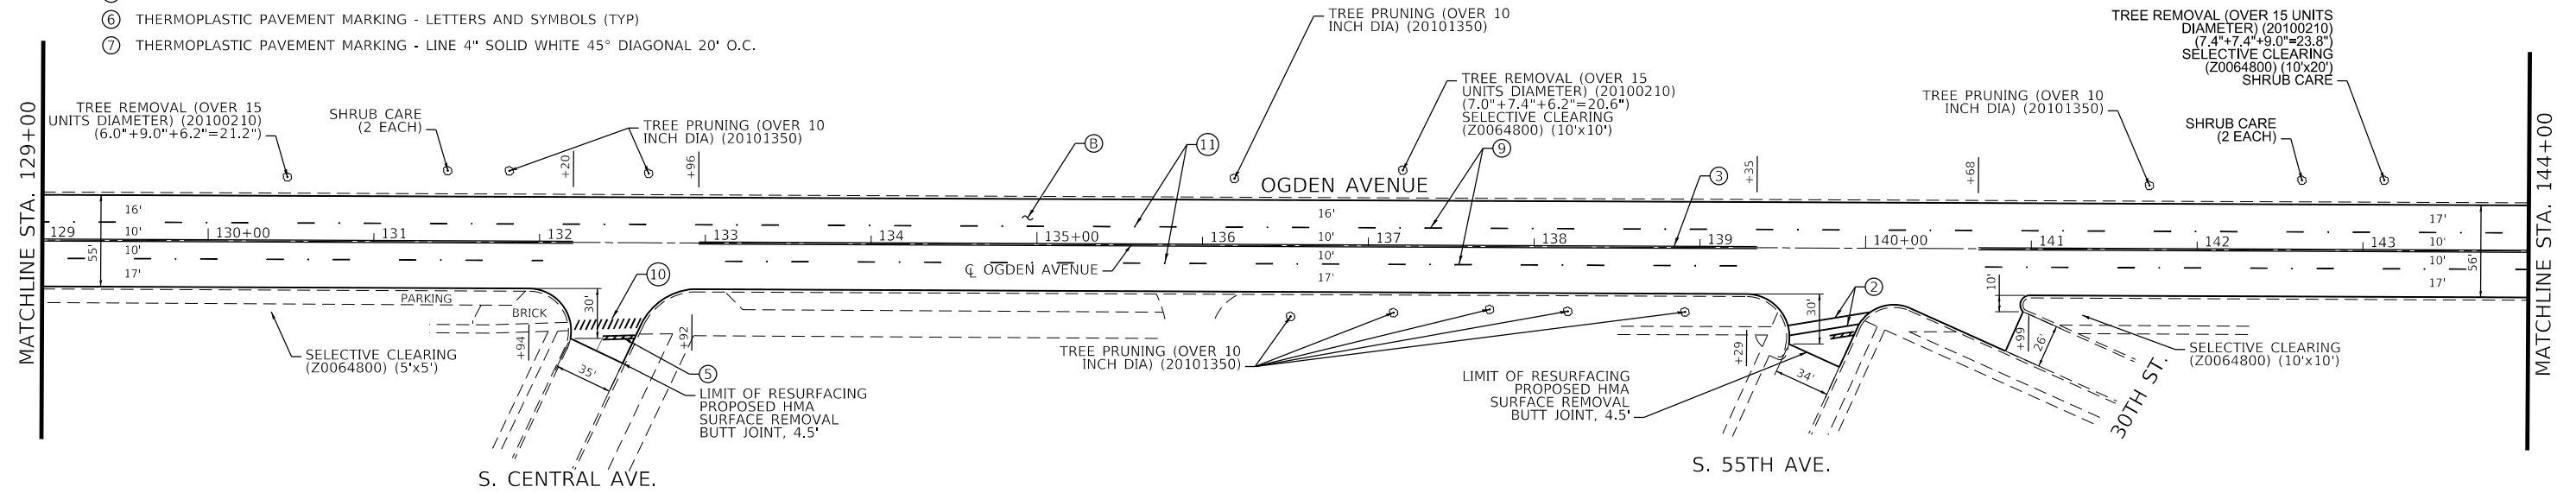 ⑥ THERMOPLASTIC PAVEMENT MARKING - LETTERS AND SYMBOLS (TYP)
⑦ THERMOPLASTIC PAVEMENT MARKING - LINE 4" SOLID WHITE 45° DIAGONAL 20' O.C.
MATCHLINE STA. 129+00
TREE REMOVAL (OVER 15
UNITS DIAMETER) (20100210)
(6.0"+9.0"+6.2"=21.2")
SHRUB CARE
(2 EACH)
TREE PRUNING (OVER 10
INCH DIA) (20101350)
+20
+96
TREE PRUNING (OVER 10
INCH DIA) (20101350)
TREE REMOVAL (OVER 15
UNITS DIAMETER) (20100210)
(7.0"+7.4"+6.2"=20.6")
SELECTIVE CLEARING
(Z0064800) (10'x10')
TREE REMOVAL (OVER 15 UNITS
DIAMETER) (20100210)
(7.4"+7.4"+9.0"=23.8")
SELECTIVE CLEARING
(Z0064800) (10'x20')
SHRUB CARE
TREE PRUNING (OVER 10
INCH DIA) (20101350)
SHRUB CARE
(2 EACH)
MATCHLINE STA. 144+00
Ⓑ
⑪
⑨
③
+35
+68
OGDEN AVENUE
16'
10'
10'
17'
55'
16'
10'
10'
17'
17'
10'
10'
17'
56'
129
130+00
131
132
133
134
135+00
136
137
138
139
140+00
141
142
143
℄ OGDEN AVENUE
PARKING
BRICK
30'
⑩
+94
+92
35'
⑤
SELECTIVE CLEARING
(Z0064800) (5'x5')
LIMIT OF RESURFACING
PROPOSED HMA
SURFACE REMOVAL
BUTT JOINT, 4.5'
S. CENTRAL AVE.
TREE PRUNING (OVER 10
INCH DIA) (20101350)
LIMIT OF RESURFACING
PROPOSED HMA
SURFACE REMOVAL
BUTT JOINT, 4.5'
+29
30'
34'
②
10'
+99
26'
SELECTIVE CLEARING
(Z0064800) (10'x10')
30TH ST.
S. 55TH AVE.